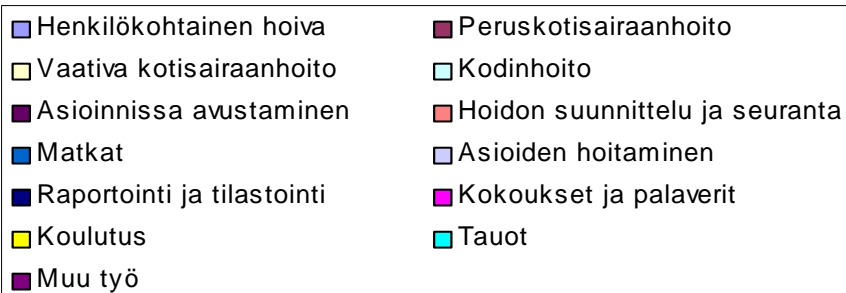 Henkilökohtainen hoiva Peruskotisairaanhoito
Vaativa kotisairaanhoito Kodinhoito
Asioinnissa avustaminen Hoidon suunnittelu ja seuranta
Matkat Asioiden hoitaminen
Raportointi ja tilastointi Kokoukset ja palaverit
Koulutus Tauot
Muu työ